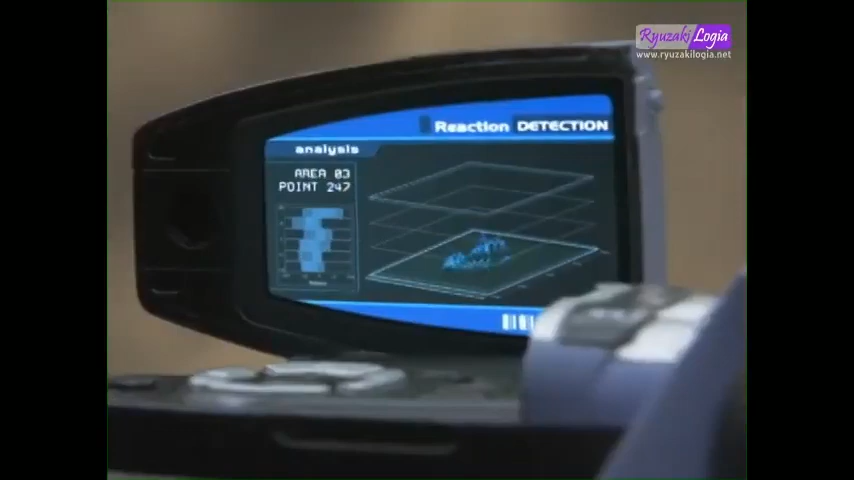 Ryuzaki Logia
www.ryuzakilogia.net
Reaction DETECTION
analysis
AREA 03
POINT 247